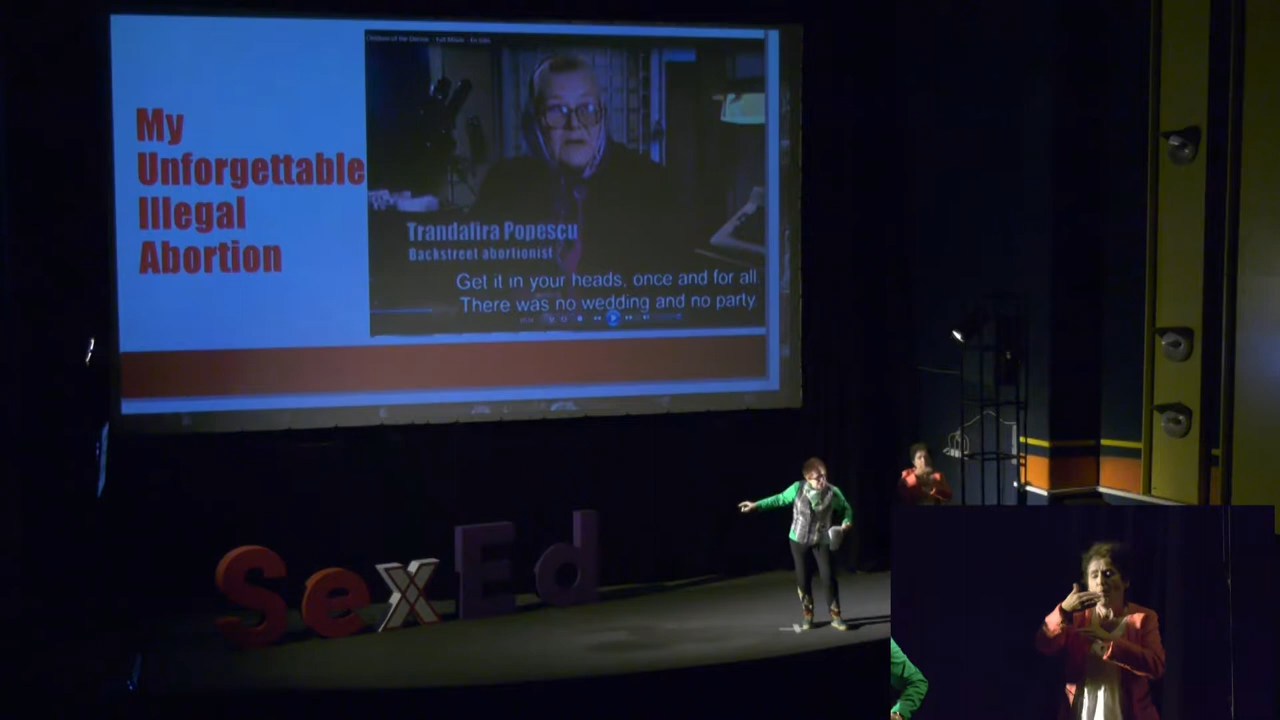 My
Unforgettable
Illegal
Abortion
Trandafira Popescu
Backstreet abortionist
Get it in your heads, once and for all.
There was no wedding and no party.
SexEd